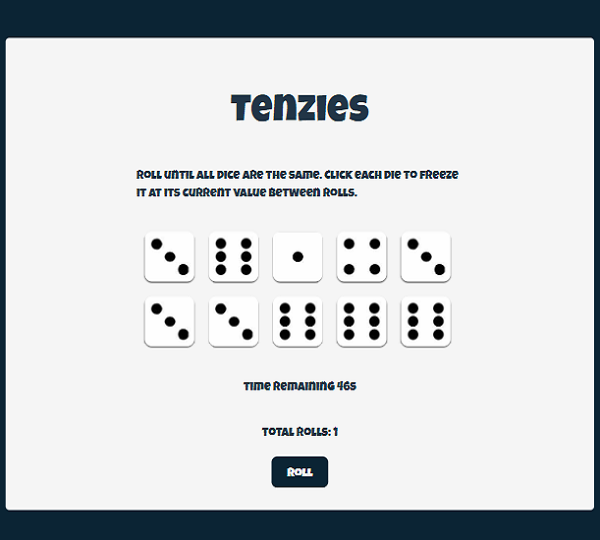 Tenzies
Roll until all dice are the same. Click each die to freeze
it at its current value between rolls.
Time Remaining 46s
Total Rolls: 1
Roll